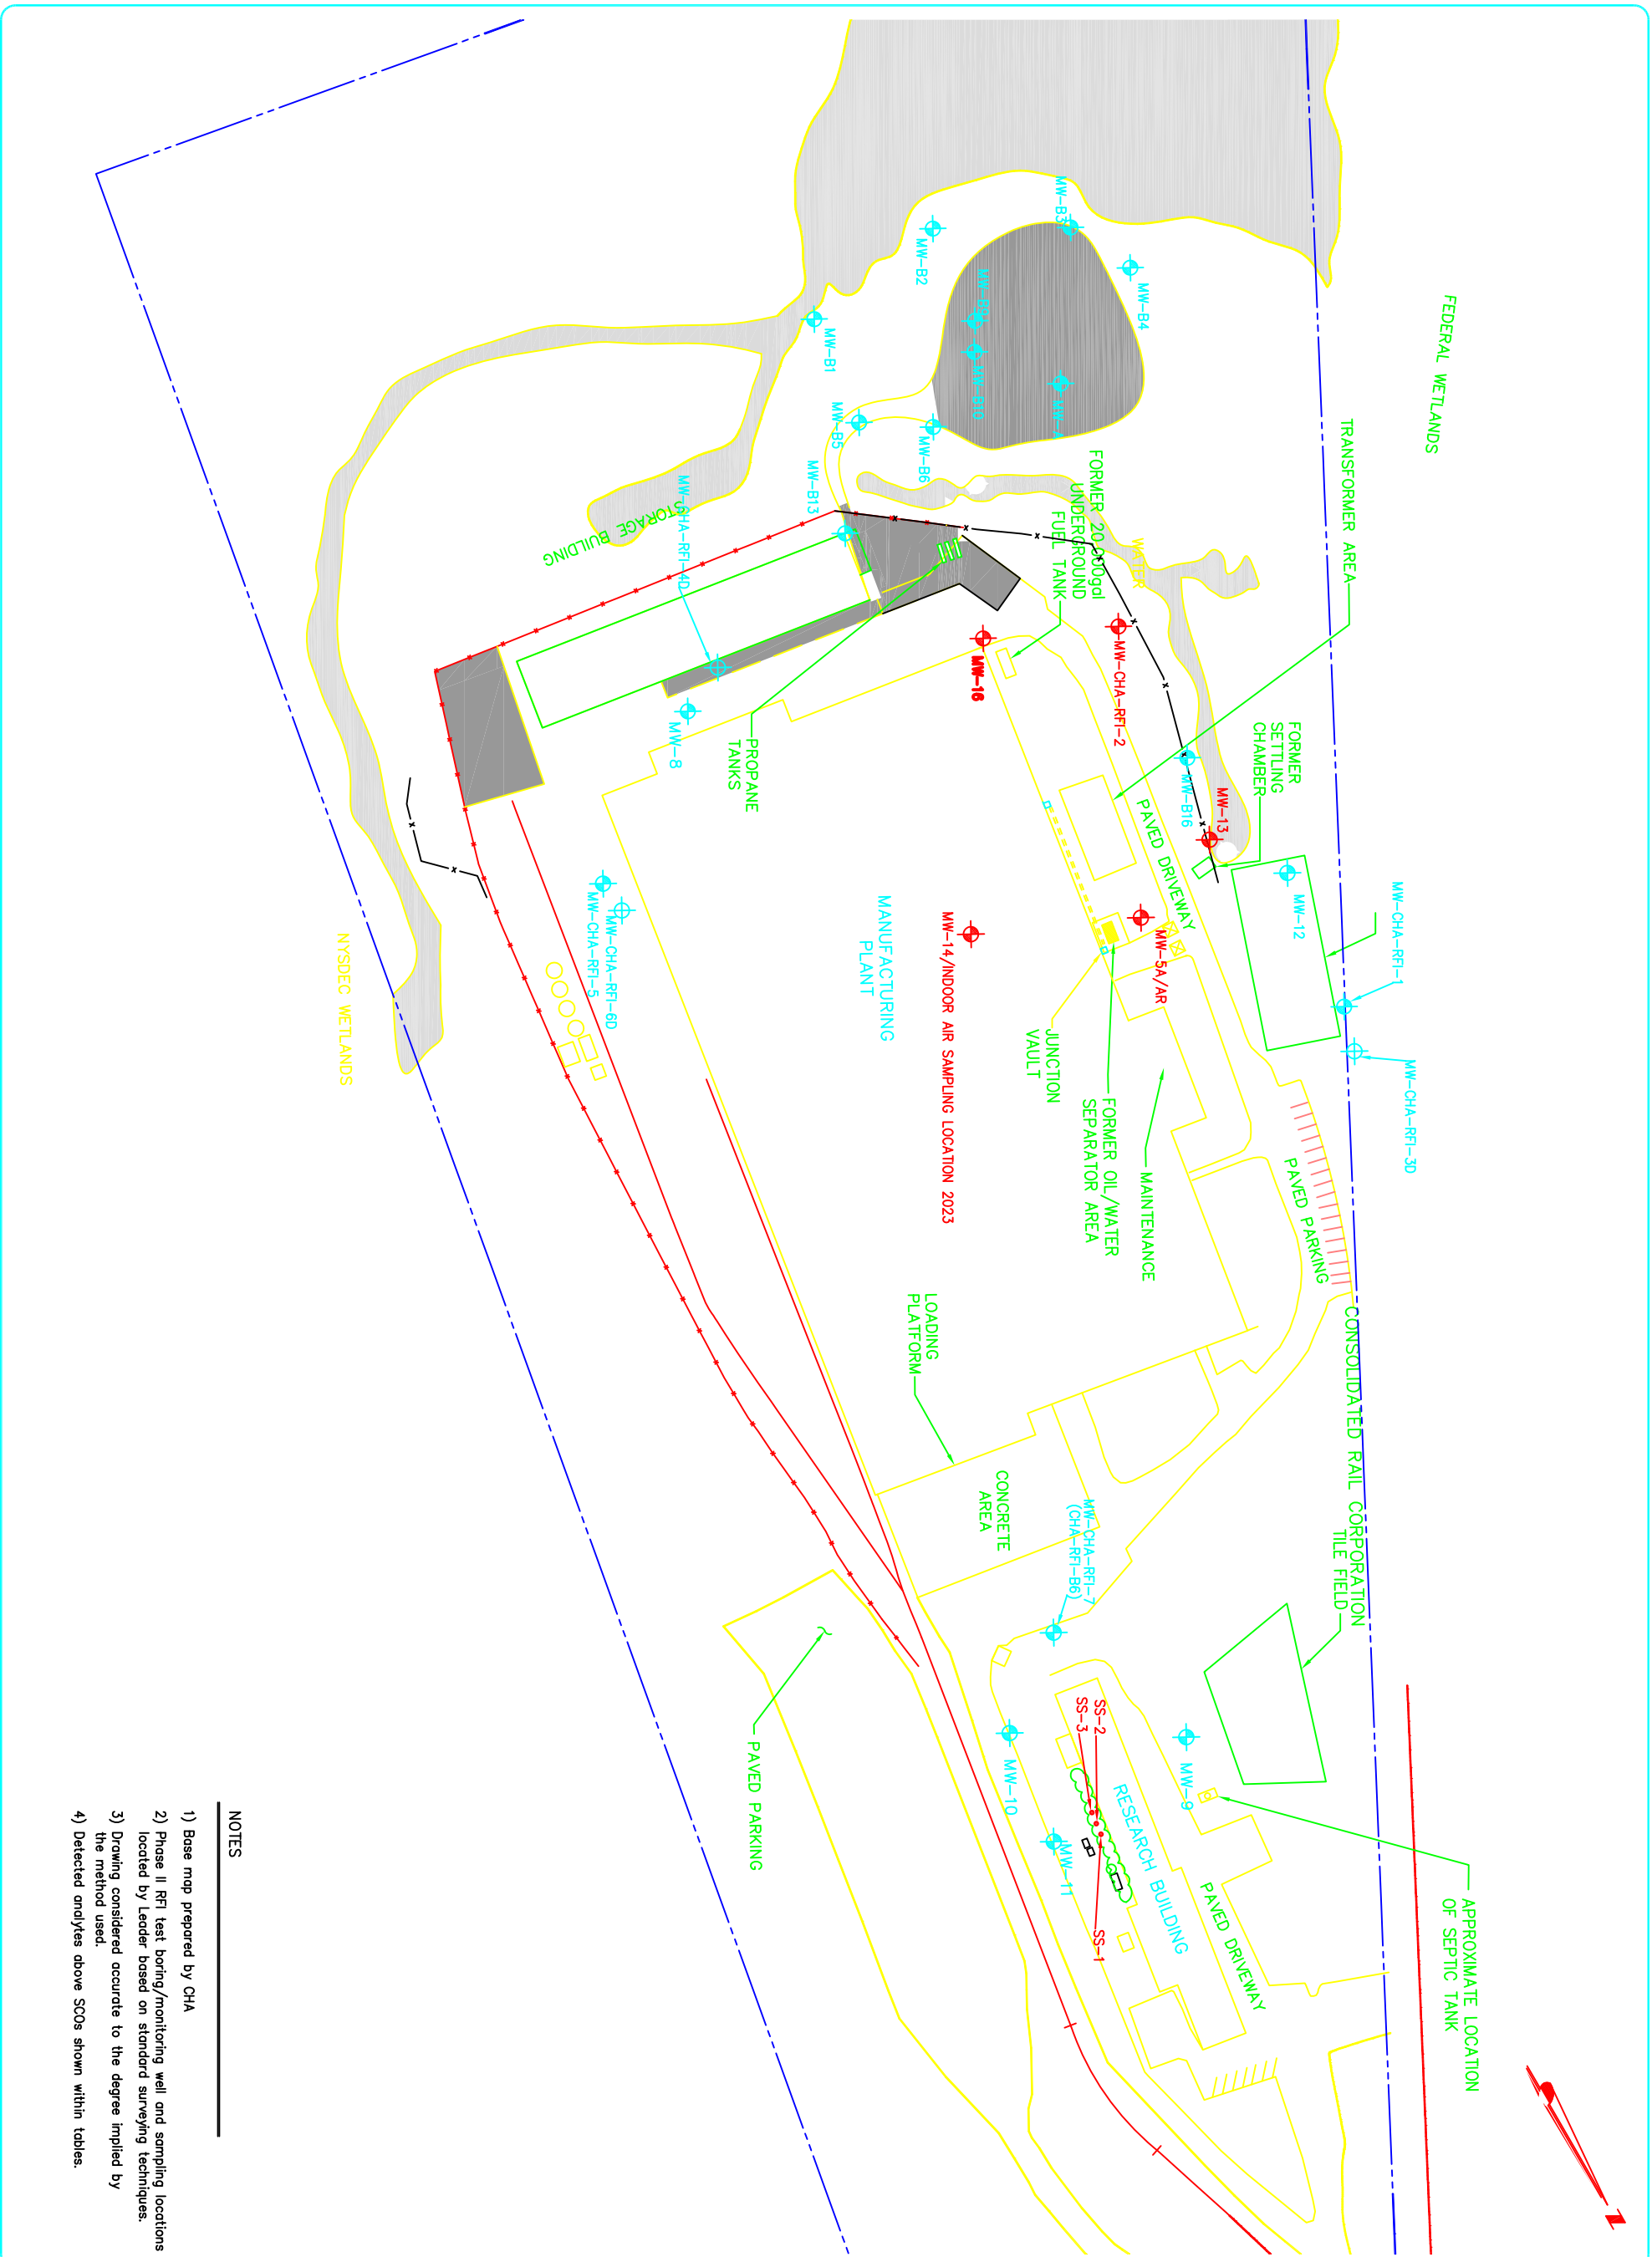 FEDERAL WETLANDS
TRANSFORMER AREA
MW-B3
MW-B4
MW-B2
MW-B10
MW-A
MW-B1
MW-B5
MW-B6
MW-B13
FORMER 20,000gal
UNDERGROUND
FUEL TANK
WATER
STORAGE BUILDING
MW-CHA-RFI-4D
MW-16
MW-CHA-RFI-2
FORMER
SETTLING
CHAMBER
MW-B16
MW-13
MW-8
PROPANE
TANKS
PAVED DRIVEWAY
MW-12
MW-CHA-RFI-1
MW-CHA-RFI-3D
MW-5A/AR
MW-14/INDOOR AIR SAMPLING LOCATION 2023
MANUFACTURING
PLANT
MW-CHA-RFI-6D
MW-CHA-RFI-5
NYSDEC WETLANDS
JUNCTION
VAULT
FORMER OIL/WATER
SEPARATOR AREA
MAINTENANCE
PAVED PARKING
LOADING
PLATFORM
CONSOLIDATED RAIL CORPORATION
TILE FIELD
CONCRETE
AREA
MW-CHA-RFI-7
(CHA-RFI-B6)
SS-2
SS-3
MW-10
MW-9
RESEARCH BUILDING
MW-11
SS-1
PAVED DRIVEWAY
PAVED PARKING
APPROXIMATE LOCATION
OF SEPTIC TANK
N
NOTES
1) Base map prepared by CHA
2) Phase II RFI test boring/monitoring well and sampling locations
located by Leader based on standard surveying techniques.
3) Drawing considered accurate to the degree implied by
the method used.
4) Detected analytes above SCOs shown within tables.